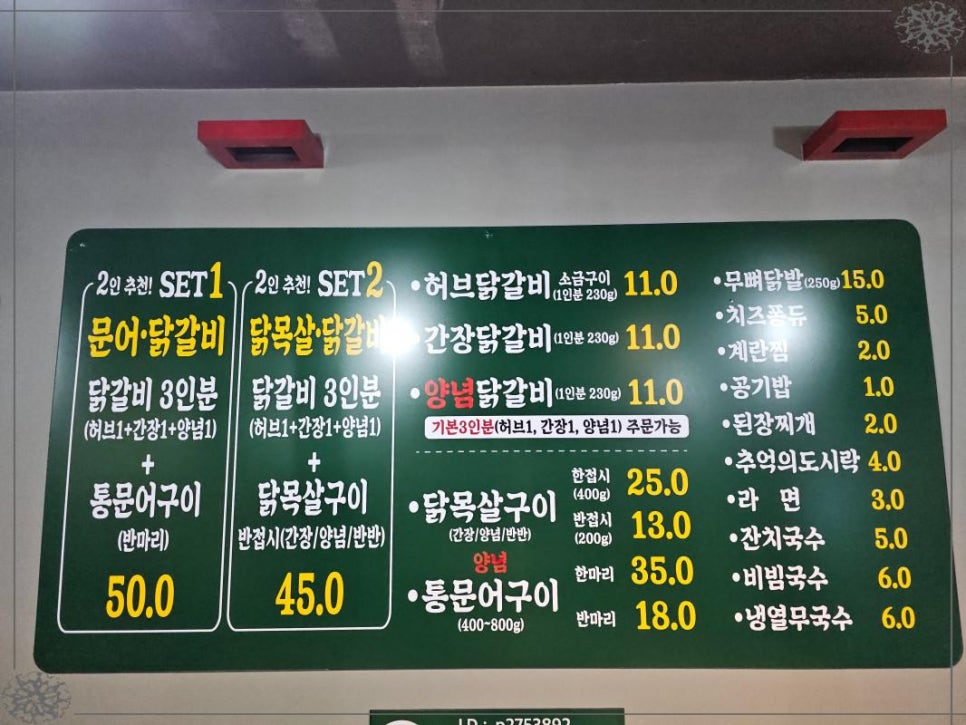 2인 추천! SET1
문어·닭갈비
닭갈비 3인분
(허브1+간장1+양념1)
+
통문어구이
(반마리)
50.0
2인 추천! SET2
닭목살·닭갈비
닭갈비 3인분
(허브1+간장1+양념1)
+
닭목살구이
반접시(간장/양념/반반)
45.0
•허브닭갈비 소금구이 (1인분 230g) 11.0
•간장닭갈비 (1인분 230g) 11.0
•양념닭갈비 (1인분 230g) 11.0
기본3인분(허브1, 간장1, 양념1) 주문가능
•닭목살구이
(간장/양념/반반)
한접시 (400g) 25.0
반접시 (200g) 13.0
양념
•통문어구이
(400~800g)
한마리 35.0
반마리 18.0
•무뼈닭발(250g) 15.0
•치즈퐁듀 5.0
•계란찜 2.0
•공기밥 1.0
•된장찌개 2.0
•추억의도시락 4.0
•라 면 3.0
•잔치국수 5.0
•비빔국수 6.0
•냉열무국수 6.0
I.D : p2753892